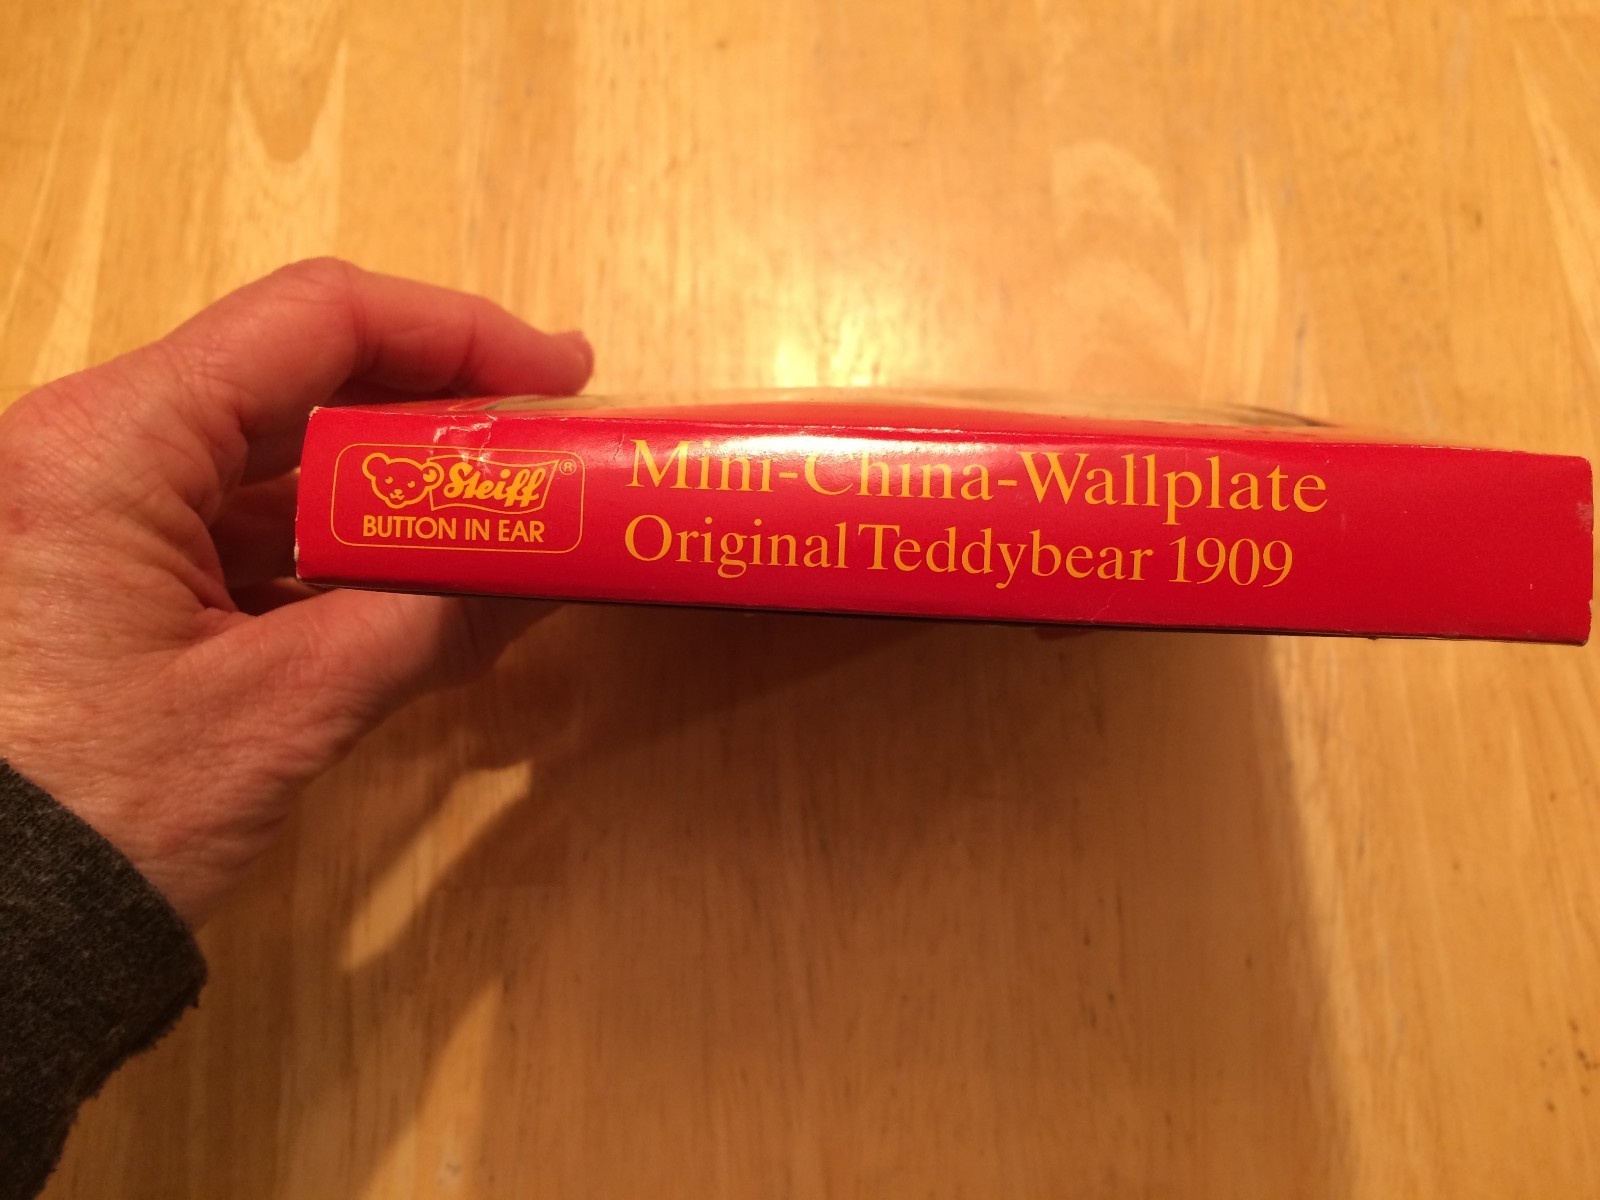 Steiff®
BUTTON IN EAR
Mini-China-Wallplate
Original Teddybear 1909